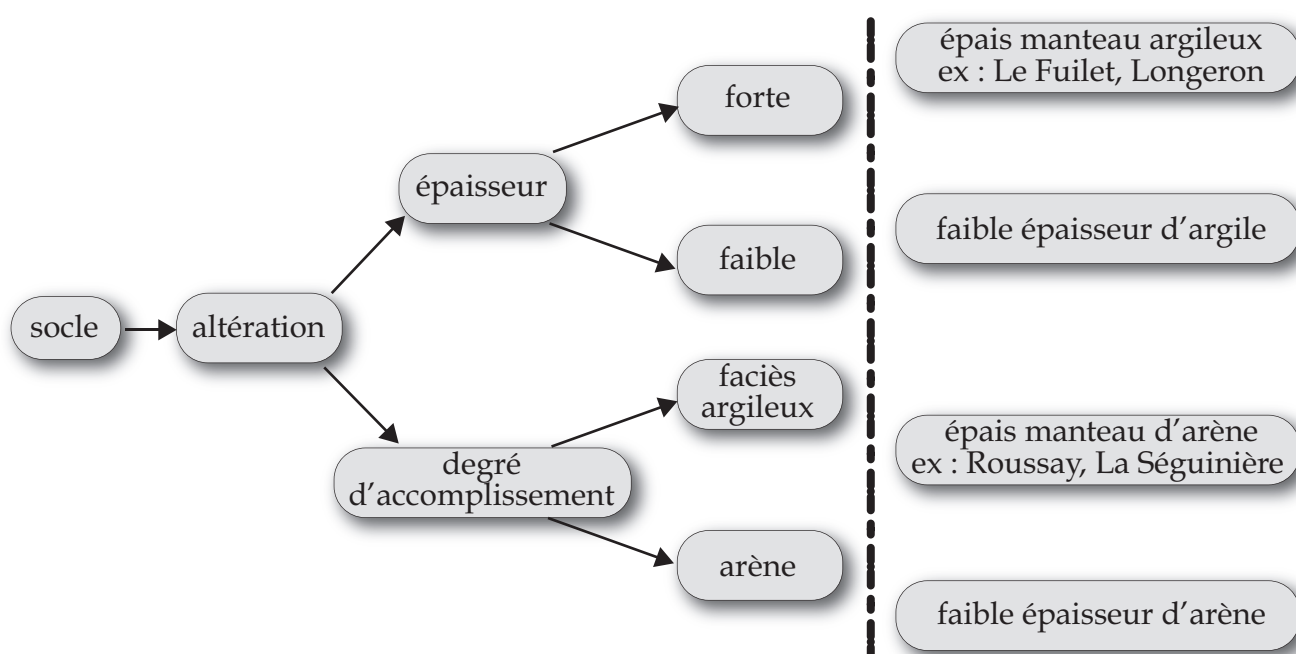 socle
altération
épaisseur
degré
d'accomplissement
forte
faible
faciès
argileux
arène
épais manteau argileux
ex : Le Fuilet, Longeron
faible épaisseur d'argile
épais manteau d'arène
ex : Roussay, La Séguinière
faible épaisseur d'arène